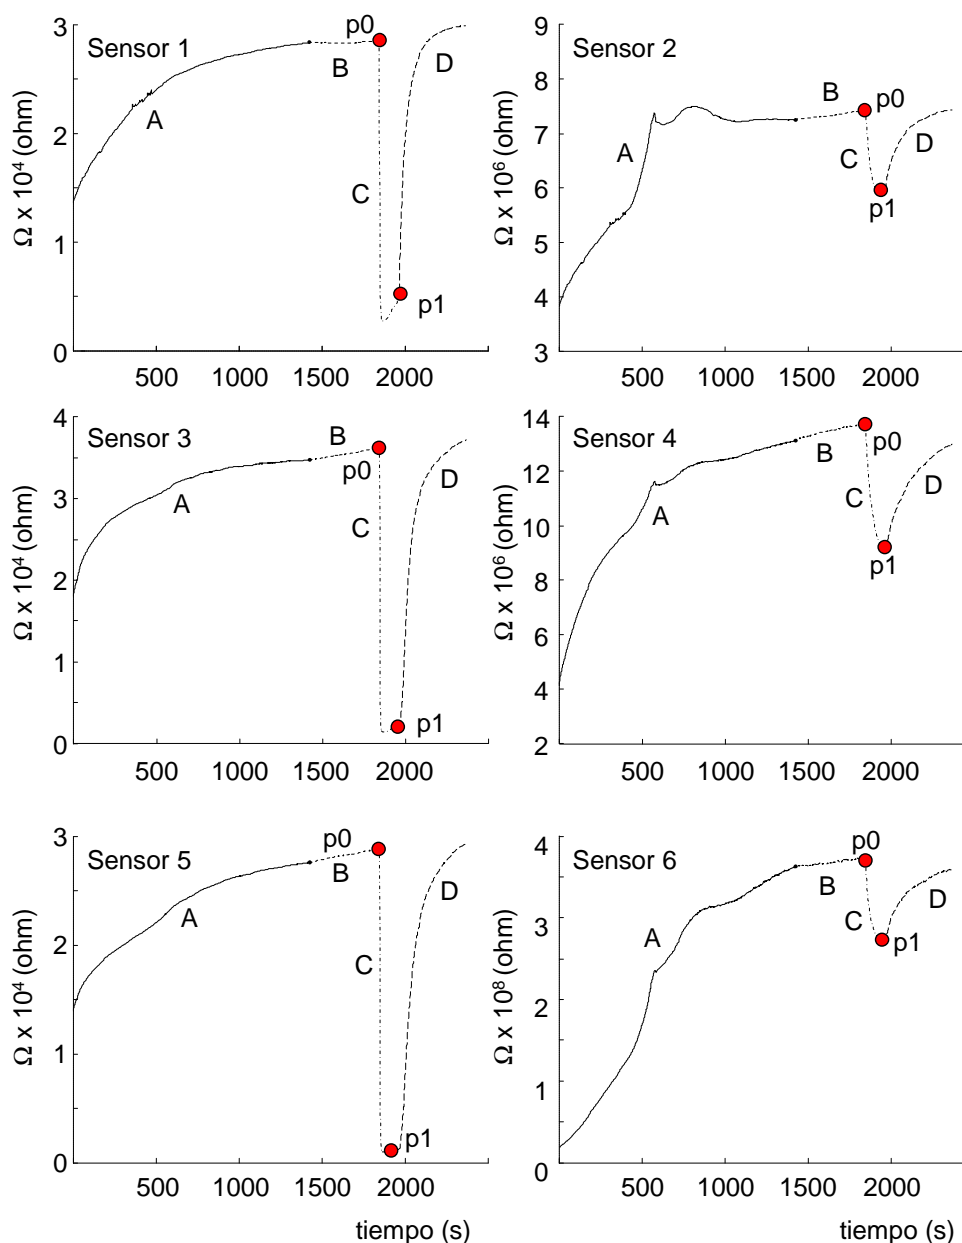 Sensor 1
Ω x 10⁴ (ohm)
3
2
1
0
500 1000 1500 2000
A
B
C
D
p0
p1
Sensor 2
Ω x 10⁶ (ohm)
9
8
7
6
5
4
3
500 1000 1500 2000
A
B
C
D
p0
p1
Sensor 3
Ω x 10⁴ (ohm)
4
3
2
1
0
500 1000 1500 2000
A
B
C
D
p0
p1
Sensor 4
Ω x 10⁶ (ohm)
14
12
10
8
6
4
2
500 1000 1500 2000
A
B
C
D
p0
p1
Sensor 5
Ω x 10⁴ (ohm)
3
2
1
0
500 1000 1500 2000
tiempo (s)
A
B
C
D
p0
p1
Sensor 6
Ω x 10⁸ (ohm)
4
3
2
1
0
500 1000 1500 2000
tiempo (s)
A
B
C
D
p0
p1